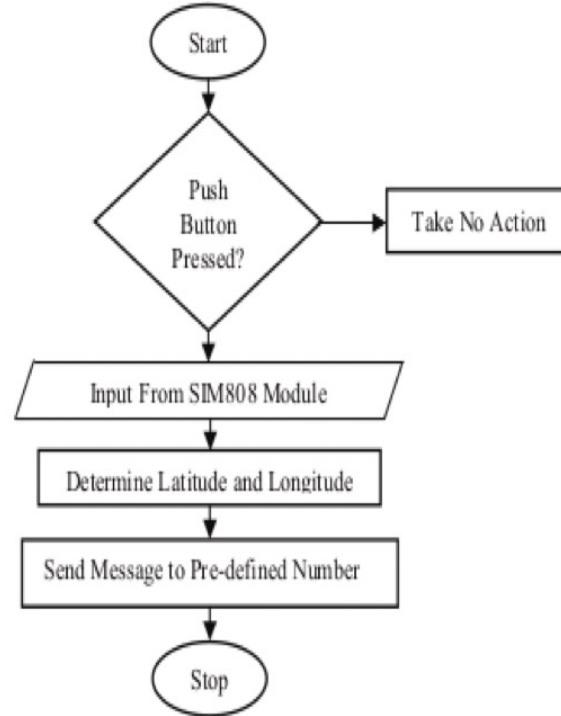 Start
Push
Button
Pressed?
Take No Action
Input From SIM808 Module
Determine Latitude and Longitude
Send Message to Pre-defined Number
Stop